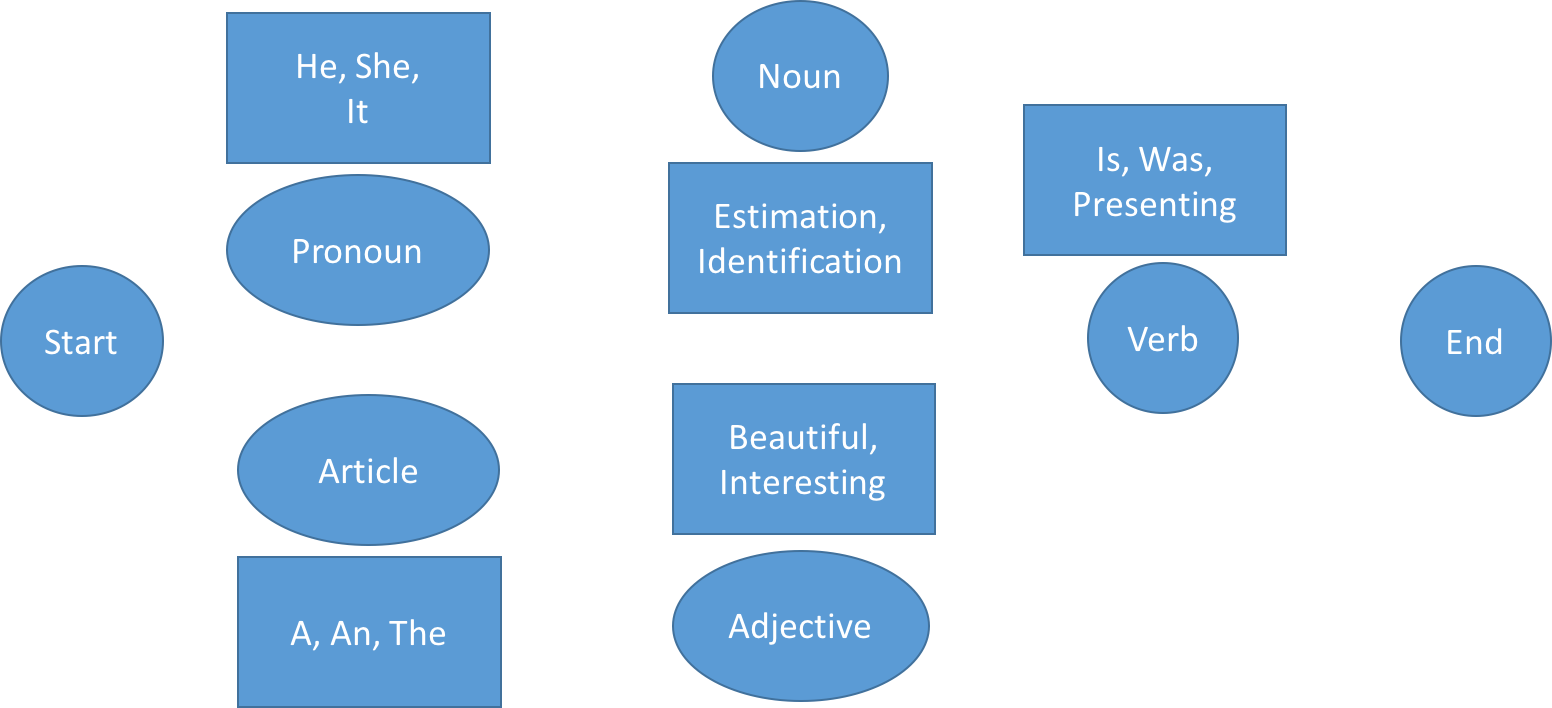 He, She,
It
Pronoun
Start
Article
A, An, The
Noun
Estimation,
Identification
Beautiful,
Interesting
Adjective
Is, Was,
Presenting
Verb
End